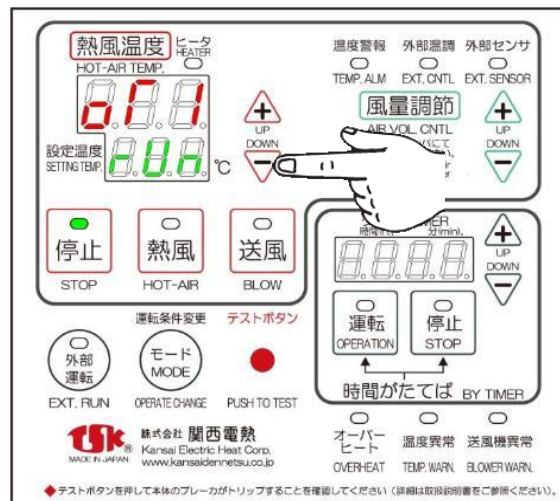 熱風温度 ヒータ
HEATER
HOT-AIR TEMP.
oT1
設定温度
SETTING TEMP.
rUn
℃
UP
DOWN
温度警報 外部温調 外部センサ
TEMP. ALM EXT. CNTL EXT. SENSOR
風量調節
AIR VOL. CNTL
UP
DOWN
停止 熱風 送風
STOP HOT-AIR BLOW
分(min).
UP
DOWN
運転
OPERATION
停止
STOP
時間がたてば BY TIMER
運転条件変更 テストボタン
外部
運転
モード
MODE
EXT. RUN OPERATE CHANGE PUSH TO TEST
オーバー
ヒート
温度異常 送風機異常
OVERHEAT TEMP. WARN. BLOWER WARN.
TSK
MADE IN JAPAN
株式会社 関西電熱
Kansai Electric Heat Corp.
www.kansaidennetsu.co.jp
◆テストボタンを押して本体のブレーカがトリップすることを確認してください(詳細は取扱説明書をご参照ください)。